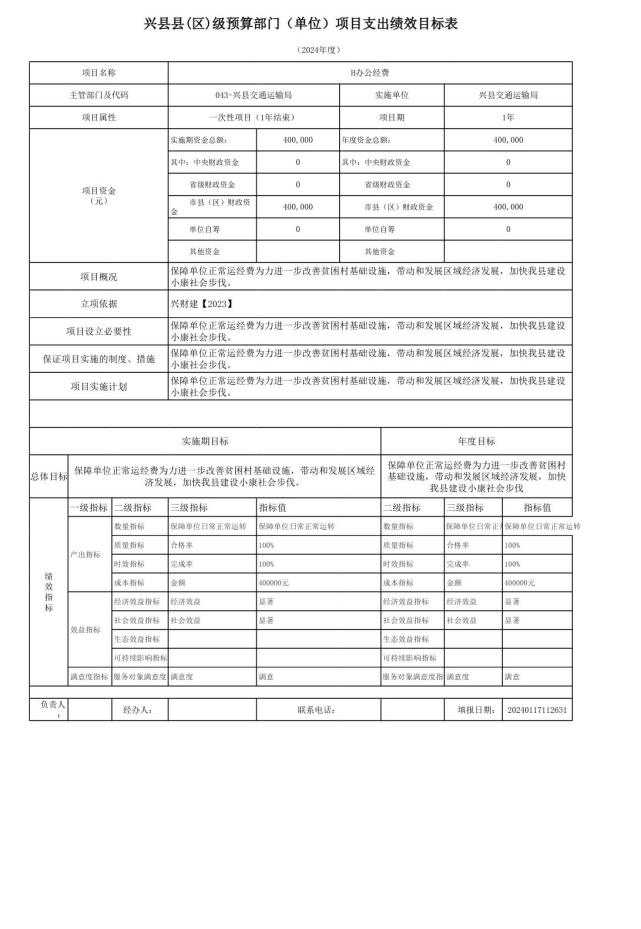 兴县县(区)级预算部门（单位）项目支出绩效目标表
（2024年度）
项目名称 H办公经费
主管部门及代码 043-兴县交通运输局 实施单位 兴县交通运输局
项目属性 一次性项目（1年结束） 项目期 1年
项目资金
（元）
实施期资金总额: 400,000 年度资金总额: 400,000
其中: 中央财政资金 0 其中: 中央财政资金 0
省级财政资金 0 省级财政资金 0
市县（区）财政资金 400,000 市县（区）财政资金 400,000
单位自筹 0 单位自筹 0
其他资金 其他资金
项目概况 保障单位正常运经费为力进一步改善贫困村基础设施, 带动和发展区域经济发展, 加快我县建设
小康社会步伐。
立项依据 兴财建【2023】
项目设立必要性 保障单位正常运经费为力进一步改善贫困村基础设施, 带动和发展区域经济发展, 加快我县建设
小康社会步伐。
保证项目实施的制度、措施 保障单位正常运经费为力进一步改善贫困村基础设施, 带动和发展区域经济发展, 加快我县建设
小康社会步伐。
项目实施计划 保障单位正常运经费为力进一步改善贫困村基础设施, 带动和发展区域经济发展, 加快我县建设
小康社会步伐。
实施期目标 年度目标
总体目标 保障单位正常运经费为力进一步改善贫困村基础设施, 带动和发展区域经
济发展, 加快我县建设小康社会步伐。
保障单位正常运经费为力进一步改善贫困村
基础设施, 带动和发展区域经济发展, 加快
我县建设小康社会步伐
绩效指标
一级指标 二级指标 三级指标 指标值 二级指标 三级指标 指标值
产出指标
数量指标 保障单位日常正常运转 保障单位日常正常运转 数量指标 保障单位日常正 保障单位日常正常运转
质量指标 合格率 100% 质量指标 合格率 100%
时效指标 完成率 100% 时效指标 完成率 100%
成本指标 金额 400000元 成本指标 金额 400000元
效益指标
经济效益指标 经济效益 显著 经济效益指标 经济效益 显著
社会效益指标 社会效益 显著 社会效益指标 社会效益 显著
生态效益指标 生态效益指标
可持续影响指标 可持续影响指标
满意度指标 服务对象满意度 满意度 满意 服务对象满意度指 满意度 满意
负责人: 经办人: 联系电话: 填报日期: 20240117112631